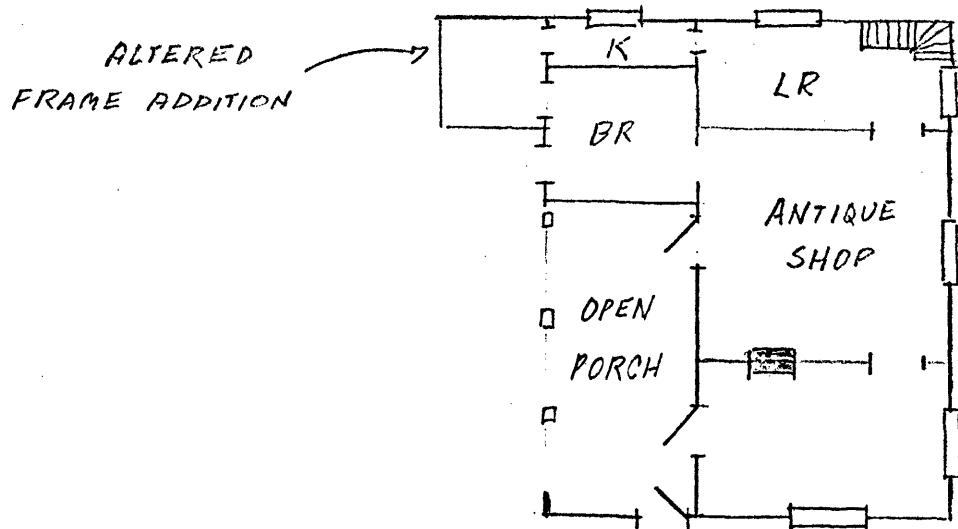 ALTERED
FRAME ADDITION
K
LR
BR
ANTIQUE
SHOP
OPEN
PORCH